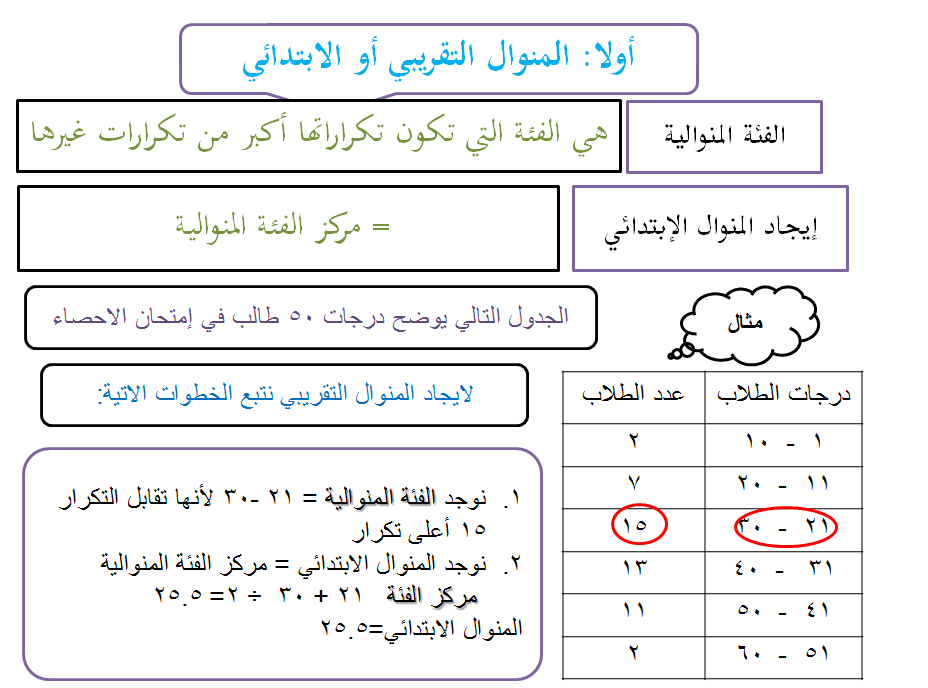 أولا: المنوال التقريبي أو الابتدائي
الفئة المنوالية
هي الفئة التي تكون تكراراتها أكبر من تكرارات غيرها
إيجاد المنوال الإبتدائي
= مركز الفئة المنوالية
مثال
الجدول التالي يوضح درجات ٥٠ طالب في إمتحان الاحصاء
درجات الطلاب عدد الطلاب
١ - ١٠ ٢
١١ - ٢٠ ٧
٢١ - ٣٠ ١٥
٣١ - ٤٠ ١٣
٤١ - ٥٠ ١١
٥١ - ٦٠ ٢
لايجاد المنوال التقريبي نتبع الخطوات الاتية:
١. نوجد الفئة المنوالية = ٢١ -٣٠ لأنها تقابل التكرار
١٥ أعلى تكرار
٢. نوجد المنوال الابتدائي = مركز الفئة المنوالية
مركز الفئة ٢١ + ٣٠ ÷ ٢= ٢٥.٥
المنوال الابتدائي=٢٥.٥